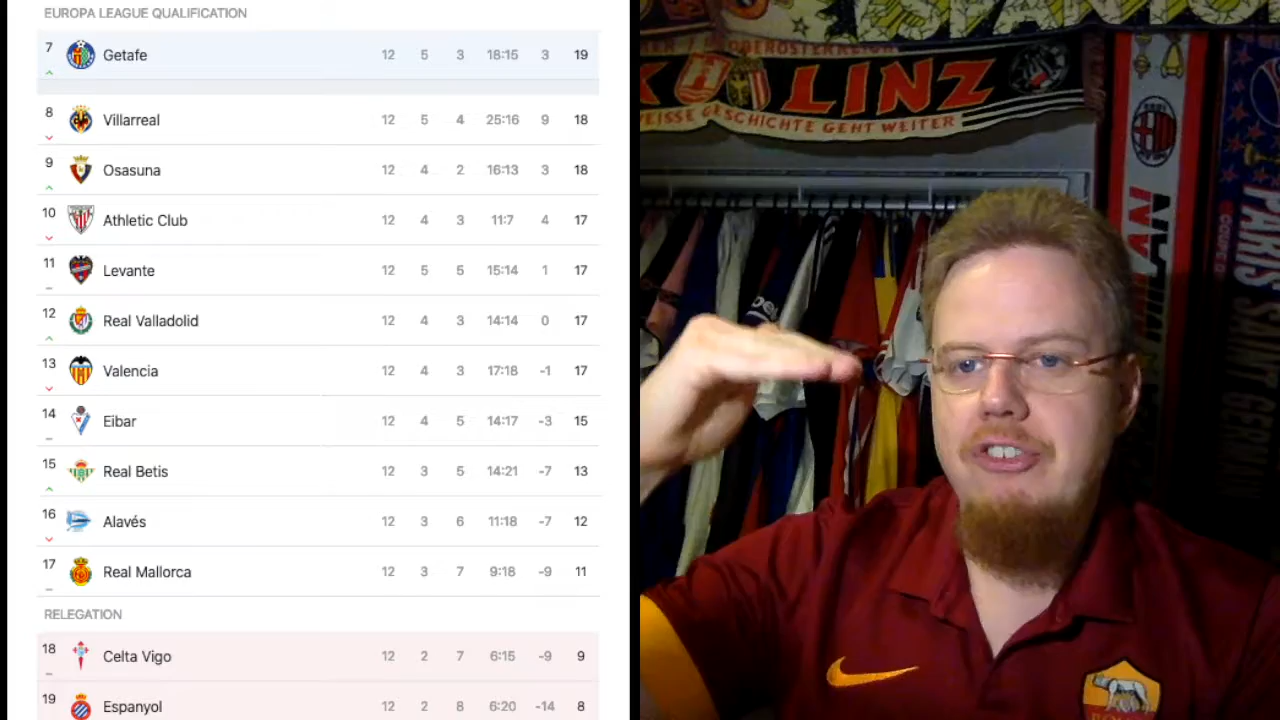 EUROPA LEAGUE QUALIFICATION
7 Getafe 12 5 3 18:15 3 19
8 Villarreal 12 5 4 25:16 9 18
9 Osasuna 12 4 2 16:13 3 18
10 Athletic Club 12 4 3 11:7 4 17
11 Levante 12 5 5 15:14 1 17
12 Real Valladolid 12 4 3 14:14 0 17
13 Valencia 12 4 3 17:18 -1 17
14 Eibar 12 4 5 14:17 -3 15
15 Real Betis 12 3 5 14:21 -7 13
16 Alavés 12 3 6 11:18 -7 12
17 Real Mallorca 12 3 7 9:18 -9 11
RELEGATION
18 Celta Vigo 12 2 7 6:15 -9 9
19 Espanyol 12 2 8 6:20 -14 8
OBERÖSTERREICH
K LINZ
WEISSE GESCHICHTE GEHT WEITER
PARIS SAINT GERMAIN